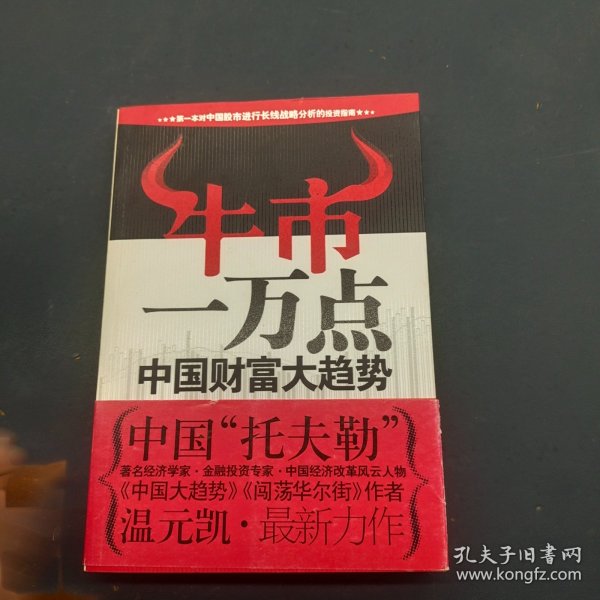 ★★★第一本对中国股市进行长线战略分析的投资指南★★★
牛市
一万点
中国财富大趋势
中国“托夫勒”
著名经济学家·金融投资专家·中国经济改革风云人物
《中国大趋势》《闯荡华尔街》作者
温元凯·最新力作
孔夫子旧书网
www.kongfz.com